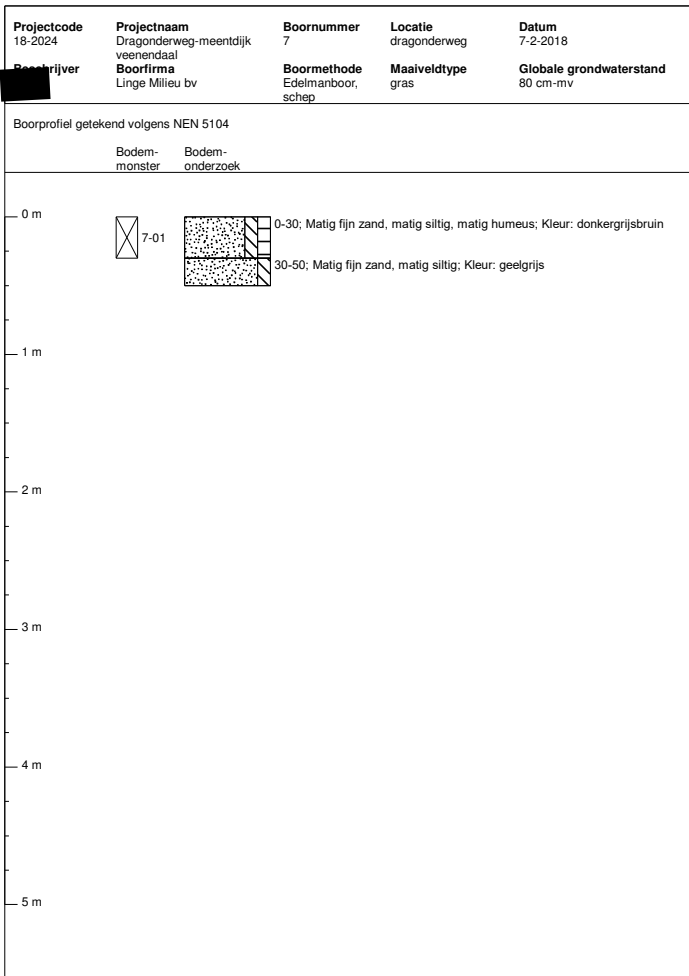 Projectcode Projectnaam Boornummer Locatie Datum
18-2024 Dragonderweg-meentdijk 7 dragonderweg 7-2-2018
veenendaal
Boorfirma Boormethode Maaiveldtype Globale grondwaterstand
Linge Milieu bv Edelmanboor, gras 80 cm-mv
schep
Boorprofiel getekend volgens NEN 5104
Bodem- Bodem-
monster onderzoek
0 m
7-01
0-30; Matig fijn zand, matig siltig, matig humeus; Kleur: donkergrijsbruin
30-50; Matig fijn zand, matig siltig; Kleur: geelgrijs
1 m
2 m
3 m
4 m
5 m